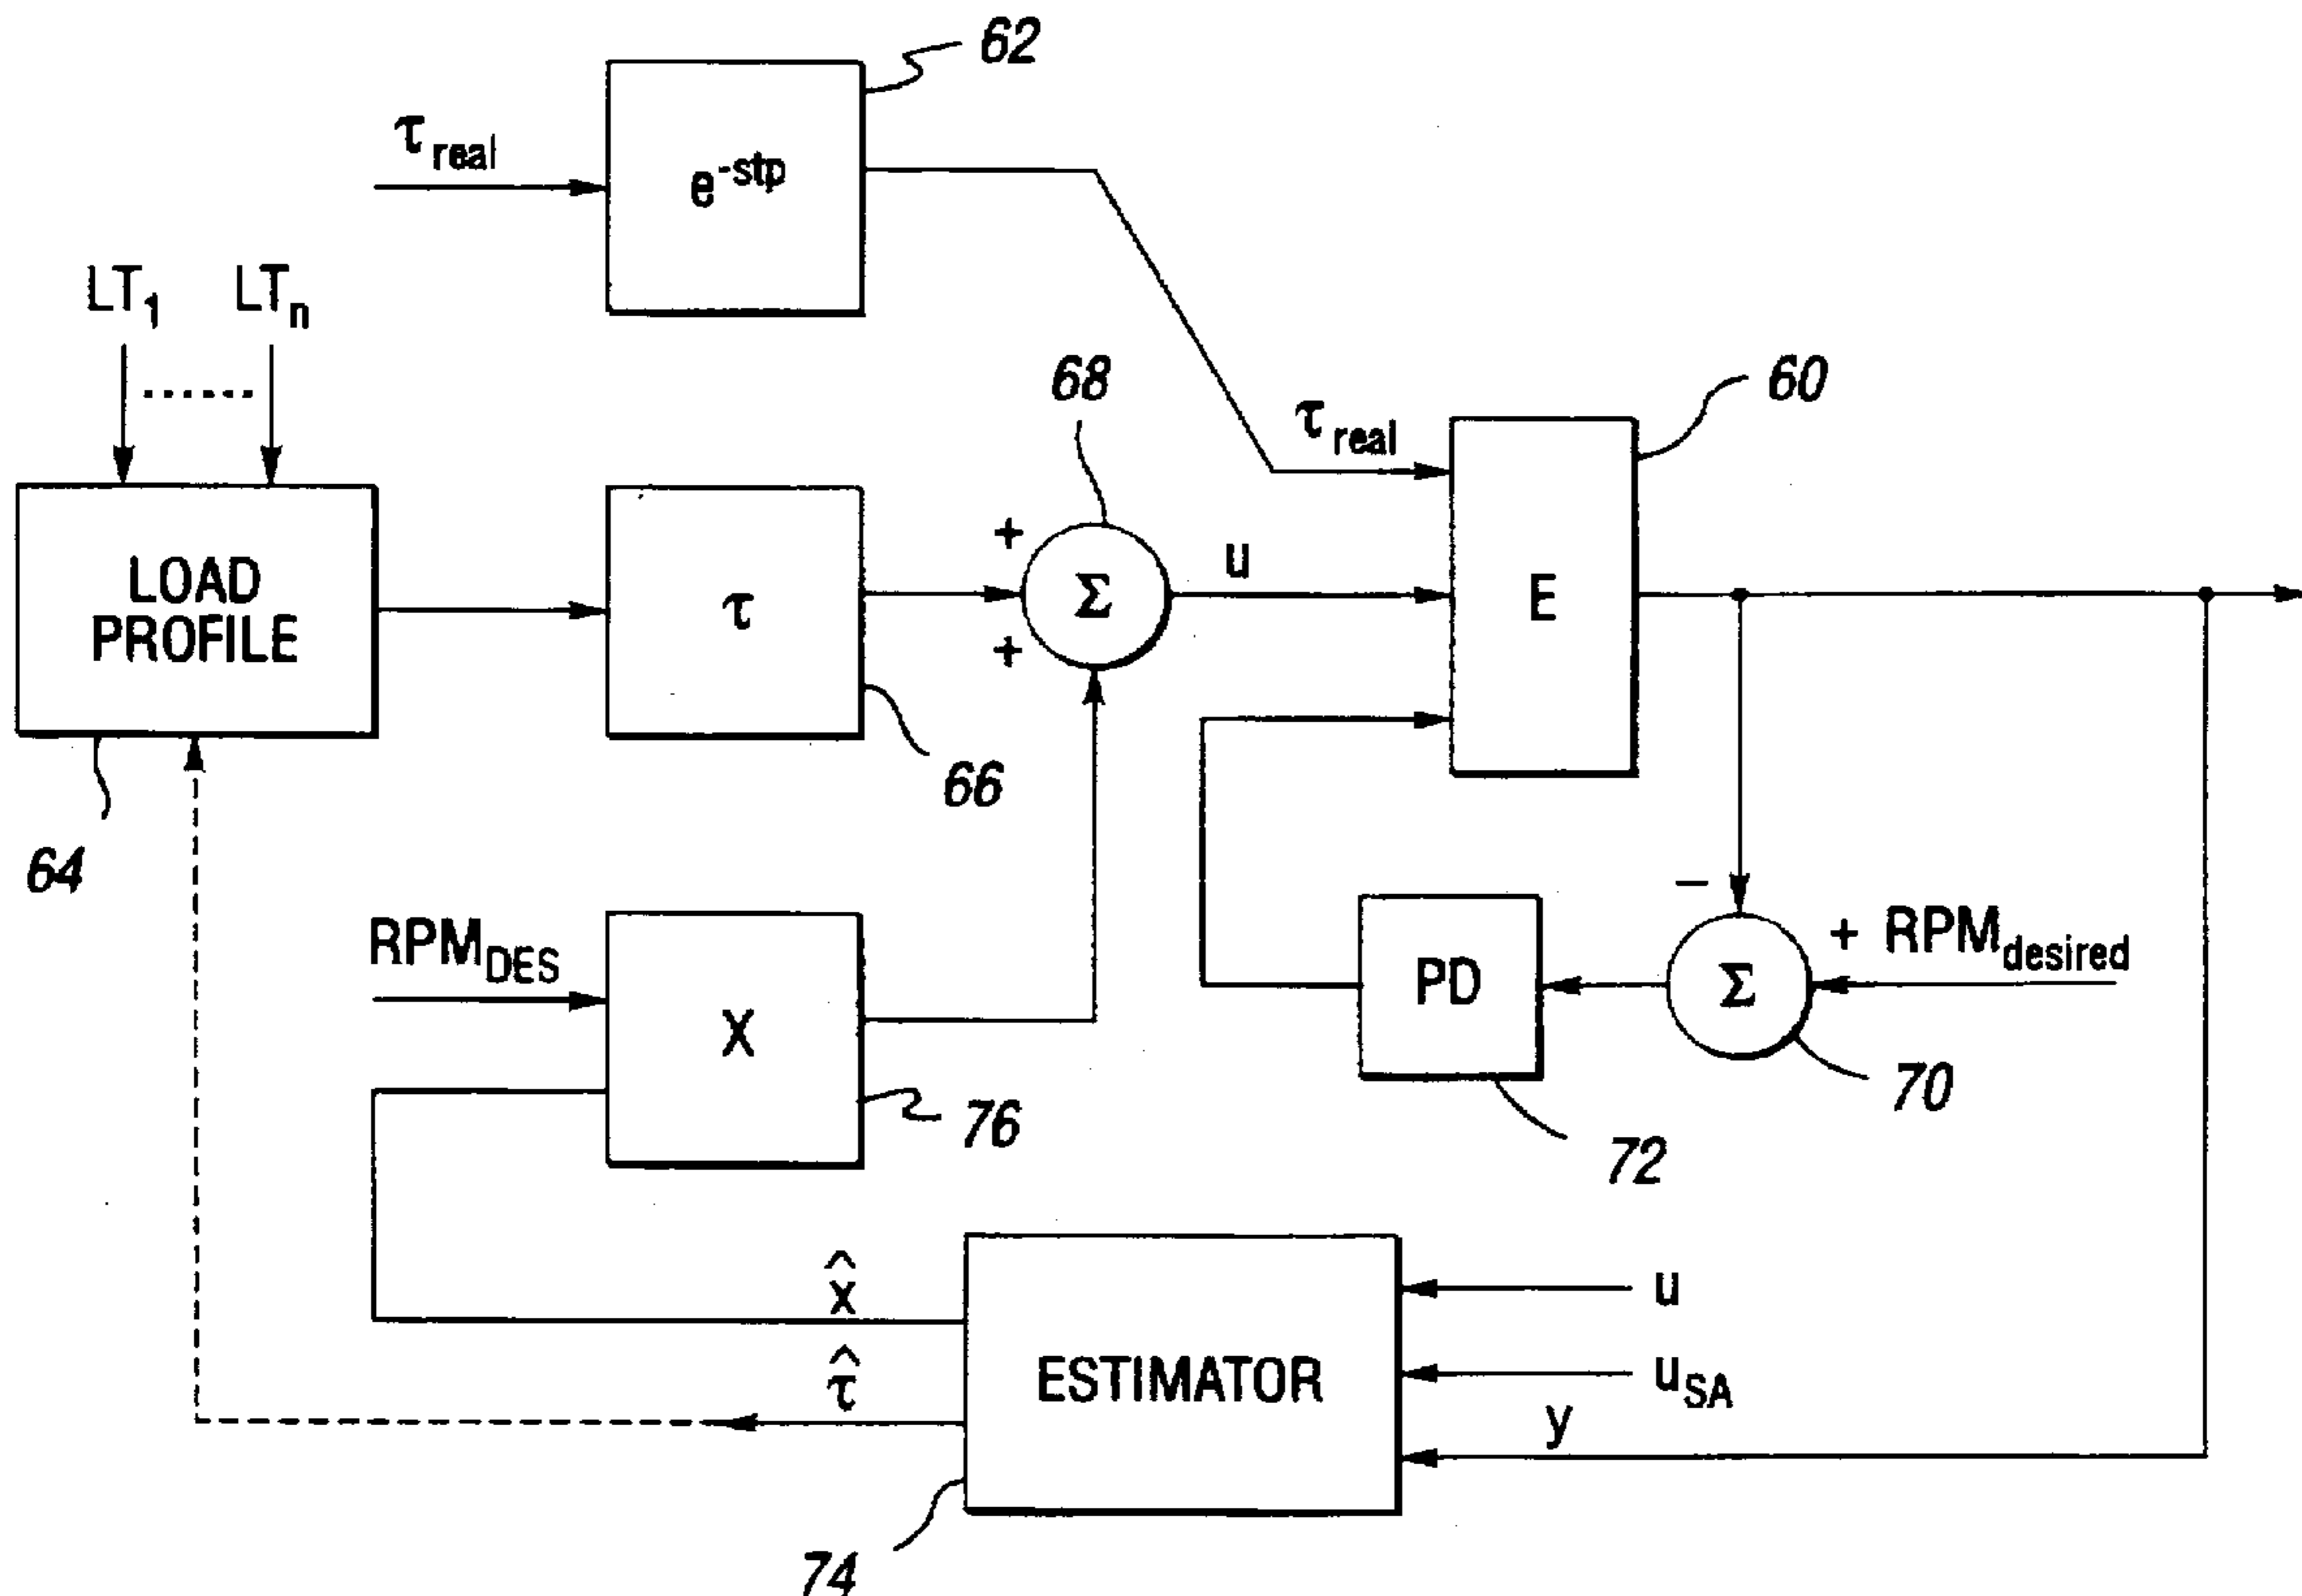 62
τreal
e-stp
LT1 LTn
68
60
τreal
+
LOAD
PROFILE
τ
Σ
u
E
+
66
64
RPMDES
X
76
PD
−
Σ
+ RPMdesired
70
72
x̂
τ̂
ESTIMATOR
u
uSA
y
74